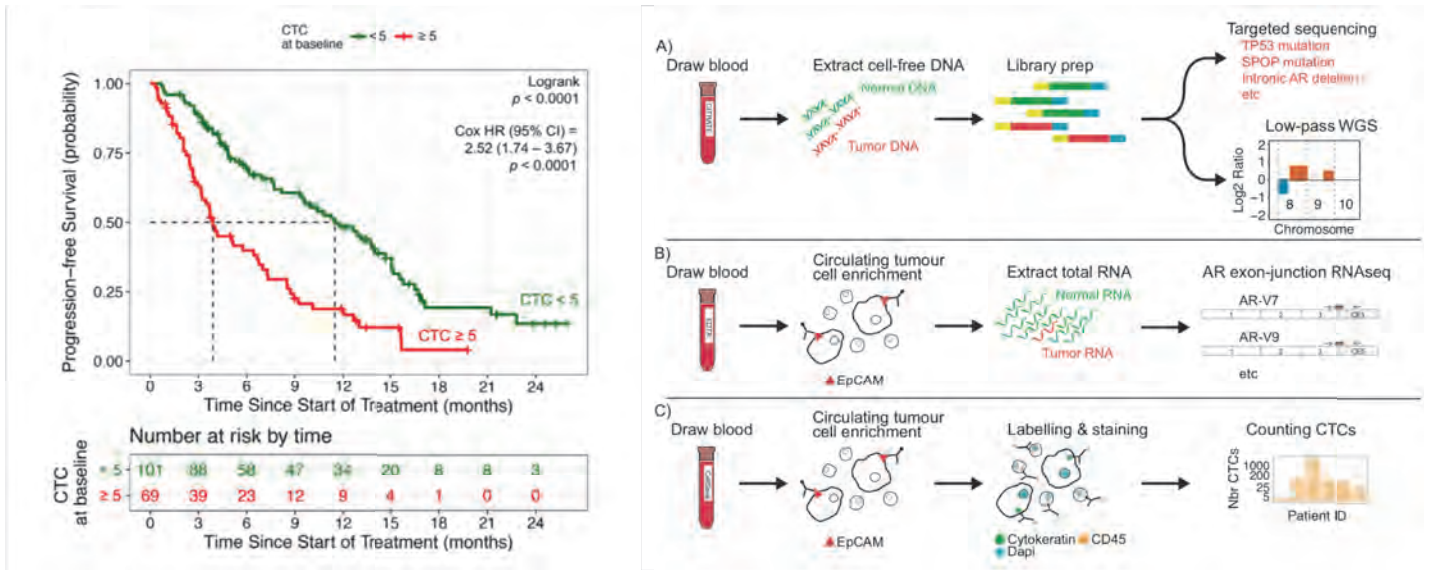 CTC
at baseline
< 5
≥ 5
Logrank
p < 0.0001
Cox HR (95% CI) =
2.52 (1.74 – 3.67)
p < 0.0001
Progression–free Survival (probability)
1.00
0.75
0.50
0.25
0.00
CTC < 5
CTC ≥ 5
0 3 6 9 12 15 18 21 24
Time Since Start of Treatment (months)
Number at risk by time
CTC
at baseline
101 88 58 47 34 20 8 8 3
≥ 5 69 39 23 12 9 4 1 0 0
0 3 6 9 12 15 18 21 24
Time Since Start of Treatment (months)
A)
Draw blood
Extract cell-free DNA
Normal DNA
Tumor DNA
Library prep
Targeted sequencing
TP53 mutation
SPOP mutation
Intronic AR
etc
Low-pass WGS
Log2 Ratio
2
1
0
-1
-2
8 9 10
Chromosome
B)
Draw blood
EDTA
Circulating tumour
cell enrichment
EpCAM
Extract total RNA
Normal RNA
Tumor RNA
AR exon-junction RNAseq
AR-V7
AR-V9
etc
C)
Draw blood
Circulating tumour
cell enrichment
EpCAM
Labelling & staining
Cytokeratin
CD45
Dapi
Counting CTCs
Nbr CTCs
1000
200
25
5
Patient ID